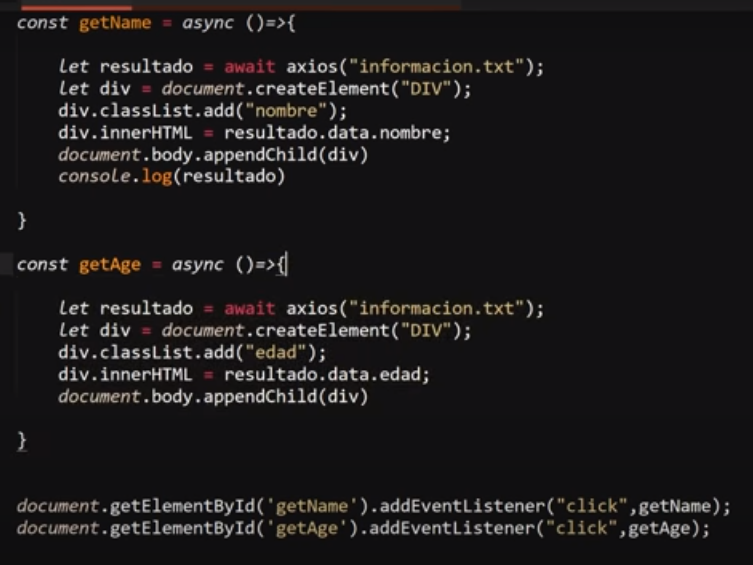 const getName = async ()=>{
let resultado = await axios("informacion.txt");
let div = document.createElement("DIV");
div.classList.add("nombre");
div.innerHTML = resultado.data.nombre;
document.body.appendChild(div)
console.log(resultado)
}
const getAge = async ()=>{
let resultado = await axios("informacion.txt");
let div = document.createElement("DIV");
div.classList.add("edad");
div.innerHTML = resultado.data.edad;
document.body.appendChild(div)
}
document.getElementById('getName').addEventListener("click",getName);
document.getElementById('getAge').addEventListener("click",getAge);